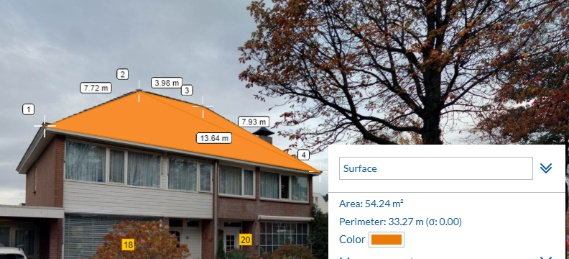 2
7.72 m
3.98 m
3
1
7.93 m
13.64 m
4
Surface
Area: 54.24 m²
Perimeter: 33.27 m (σ: 0.00)
Color
18
20